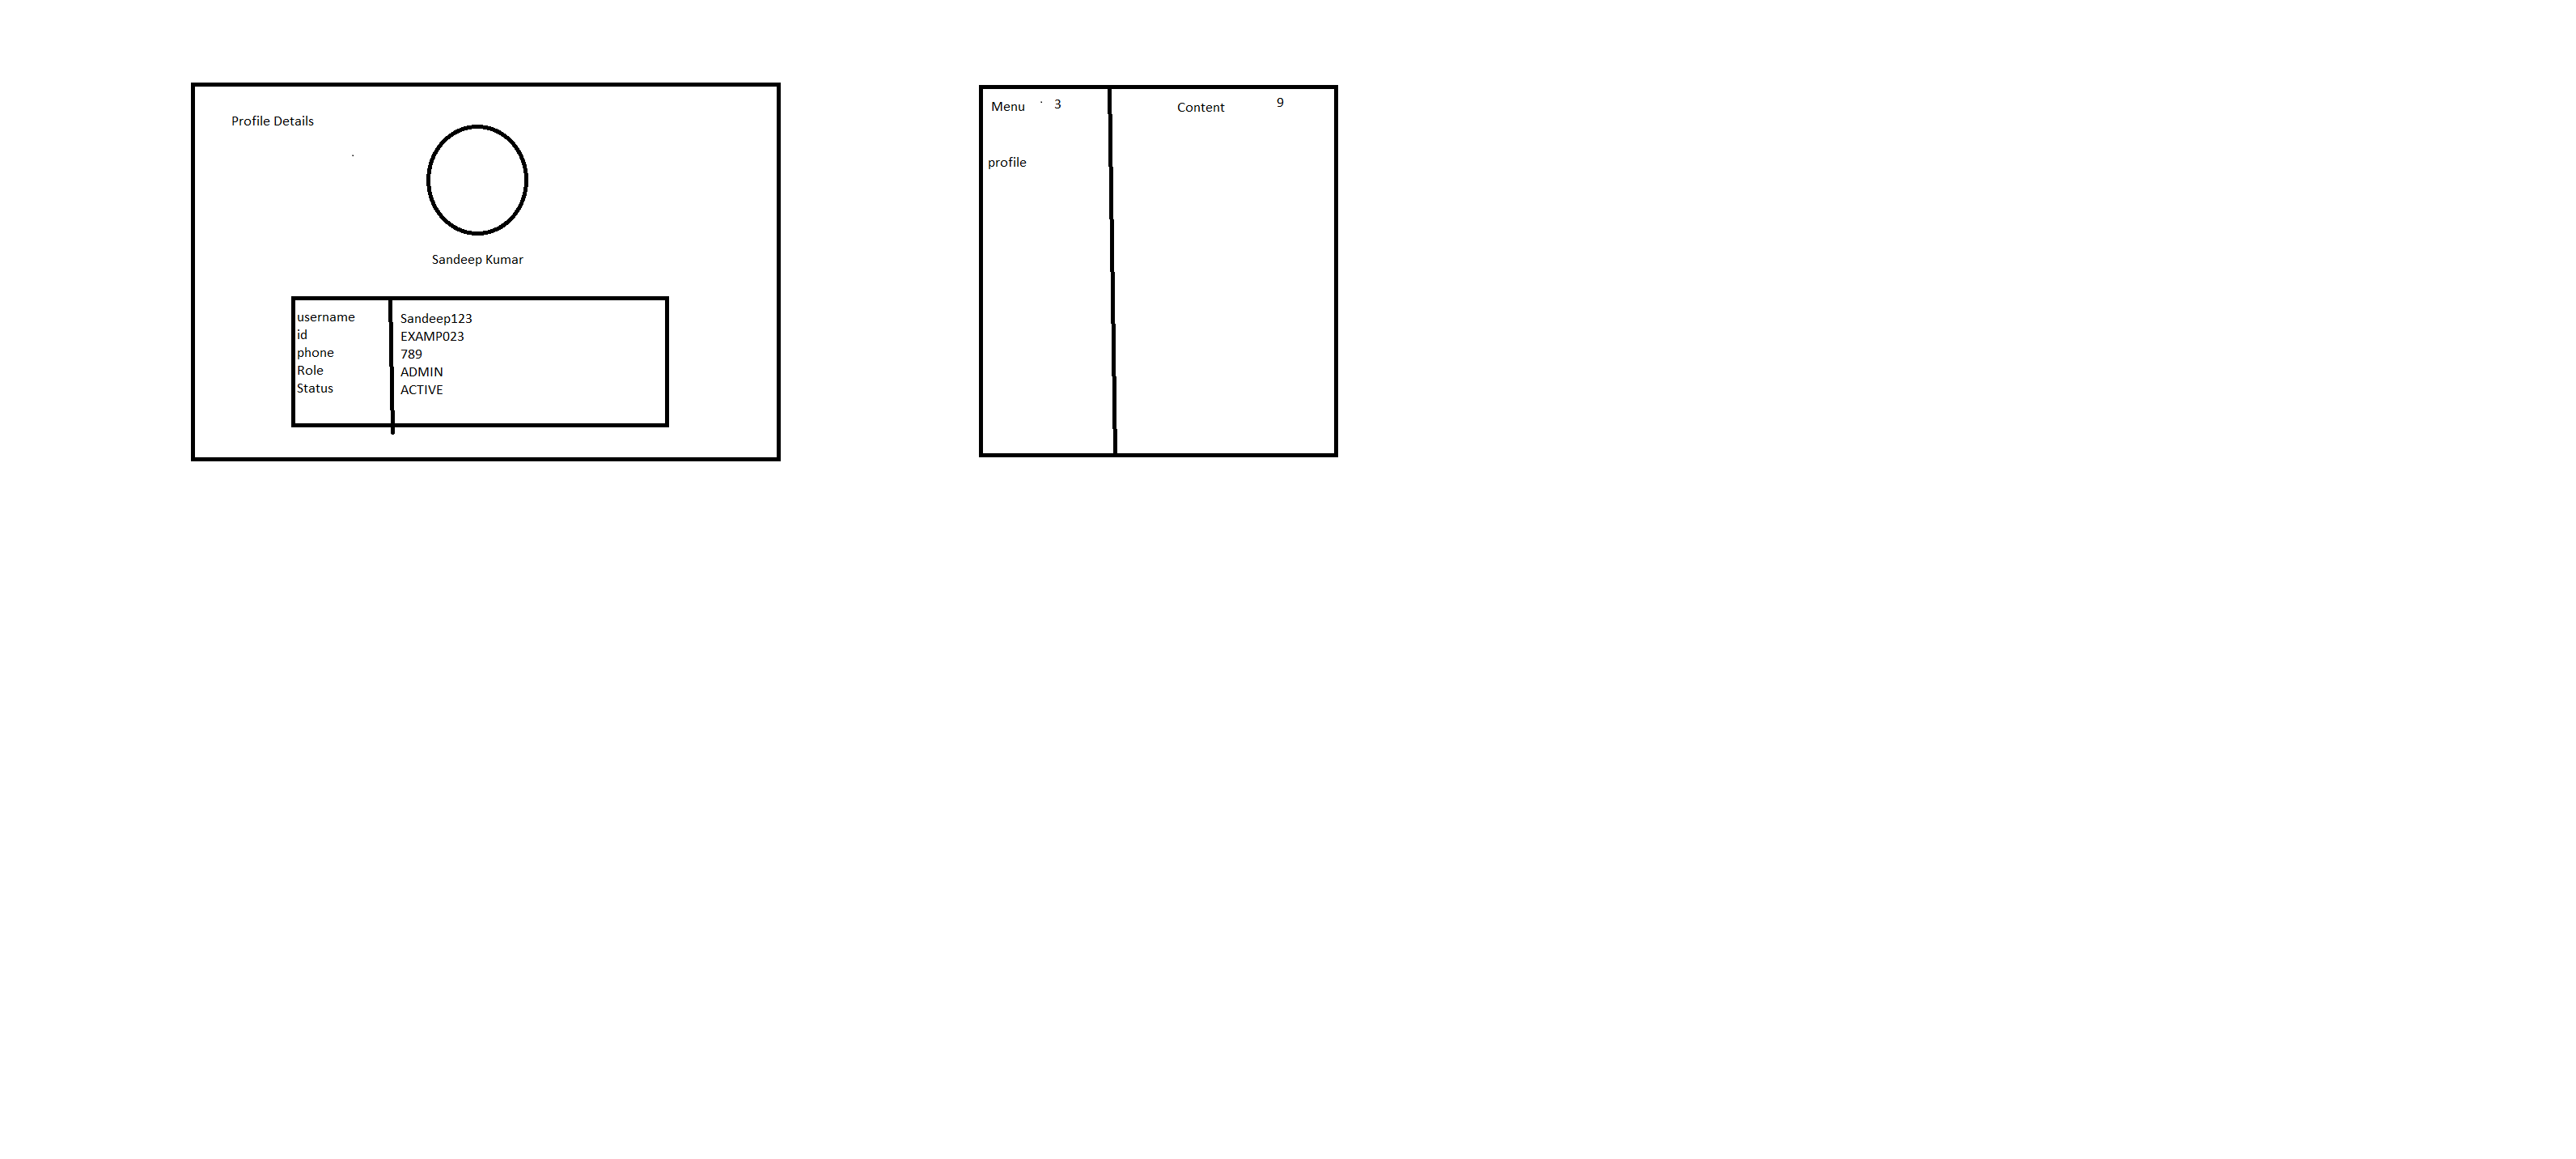 Profile Details
Sandeep Kumar
username Sandeep123
id EXAMP023
phone 789
Role ADMIN
Status ACTIVE
Menu 3 Content 9
profile